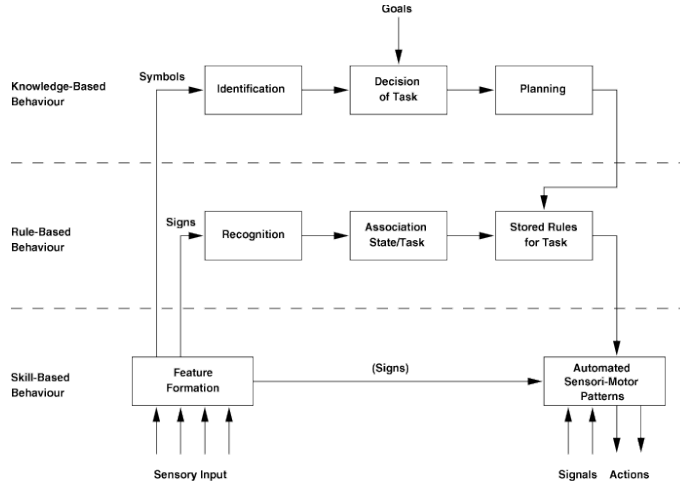 Goals
Knowledge-Based
Behaviour
Symbols
Identification
Decision
of Task
Planning
Rule-Based
Behaviour
Signs
Recognition
Association
State/Task
Stored Rules
for Task
Skill-Based
Behaviour
Feature
Formation
(Signs)
Automated
Sensori-Motor
Patterns
Sensory Input
Signals
Actions